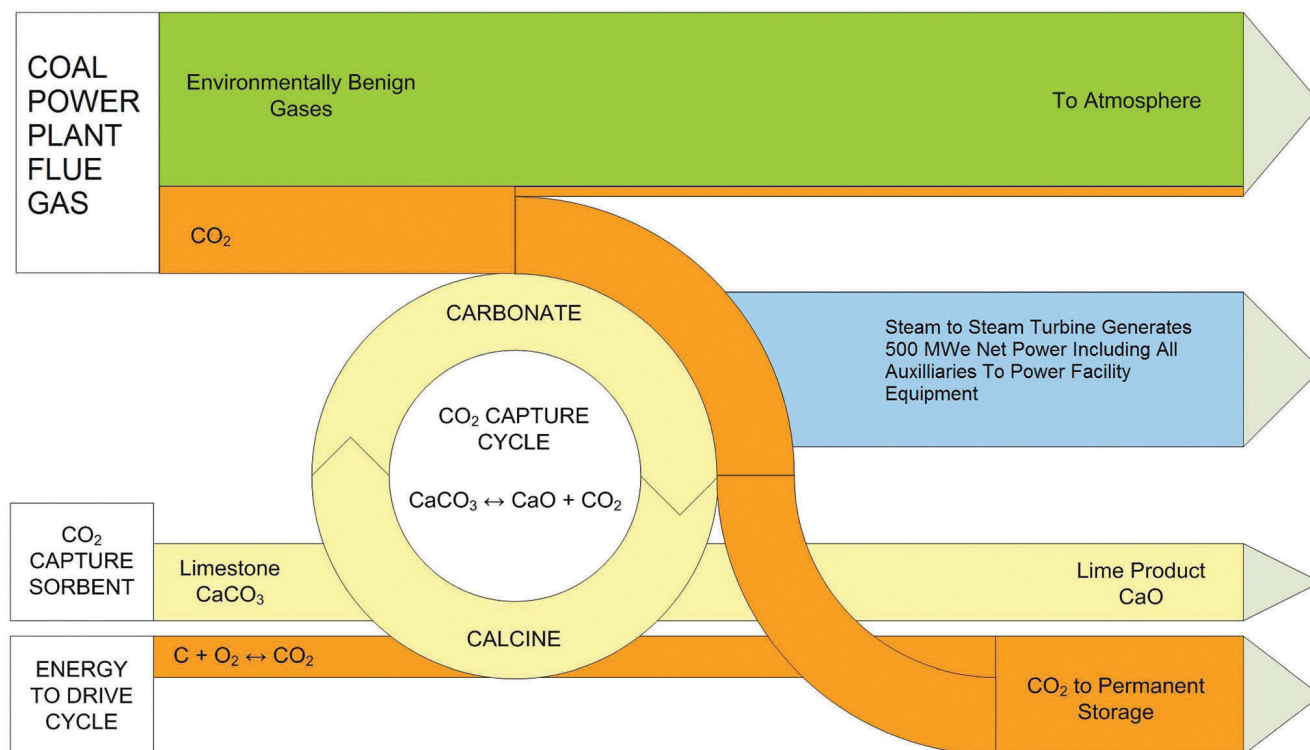 COAL
POWER
PLANT
FLUE
GAS
Environmentally Benign
Gases
To Atmosphere
CO₂
CARBONATE
CO₂ CAPTURE
CYCLE
CaCO₃ ↔ CaO + CO₂
Steam to Steam Turbine Generates
500 MWe Net Power Including All
Auxilliaries To Power Facility
Equipment
CO₂
CAPTURE
SORBENT
Limestone
CaCO₃
Lime Product
CaO
CALCINE
ENERGY
TO DRIVE
CYCLE
C + O₂ ↔ CO₂
CO₂ to Permanent
Storage